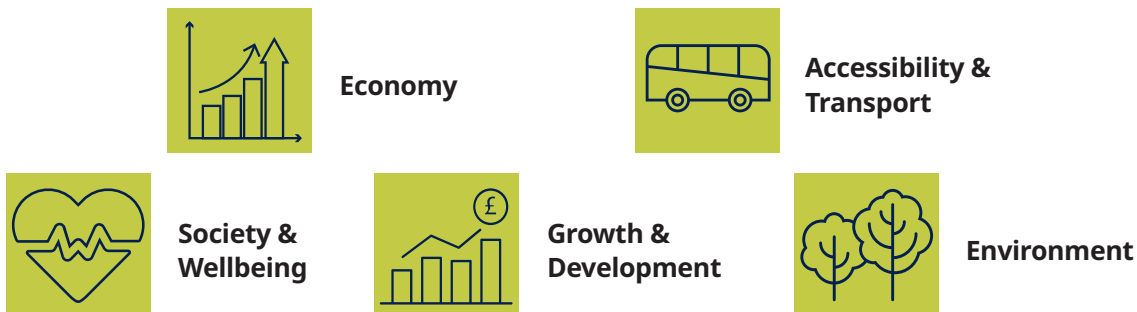 Economy
Accessibility &
Transport
Society &
Wellbeing
£
Growth &
Development
Environment